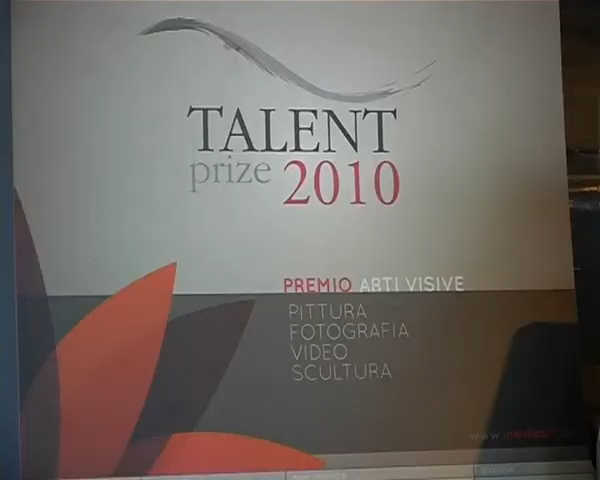 TALENT
prize 2010
PREMIO ARTI VISIVE
PITTURA
FOTOGRAFIA
VIDEO
SCULTURA